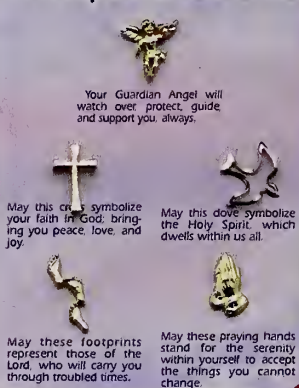 Your Guardian Angel will
watch over, protect, guide,
and support you, always.
May this cross symbolize
your faith in God; bring-
ing you peace, love, and
joy.
May this dove symbolize
the Holy Spirit, which
dwells within us all.
May these footprints
represent those of the
Lord, who will carry you
through troubled times.
May these praying hands
stand for the serenity
within yourself to accept
the things you cannot
change.